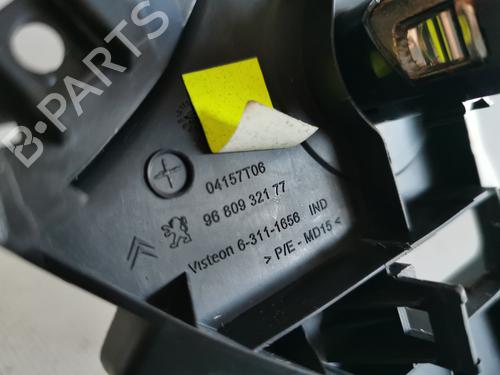 B-PARTS
04157T06
96 809 321 77
Visteon 6-311-1656 IND
> P/E - MD15 <